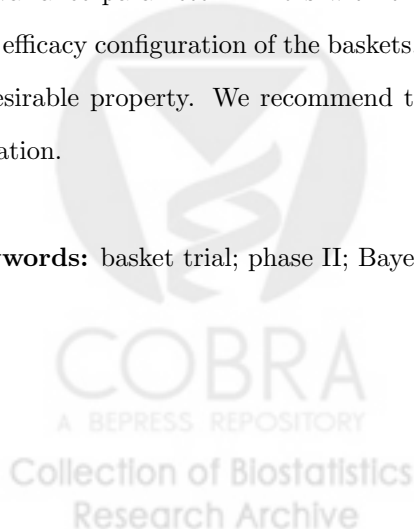 efficacy configuration of the baskets.
esirable property. We recommend t
ation.
ywords: basket trial; phase II; Baye
COBRA
A BEPRESS REPOSITORY
Collection of Biostatistics
Research Archive